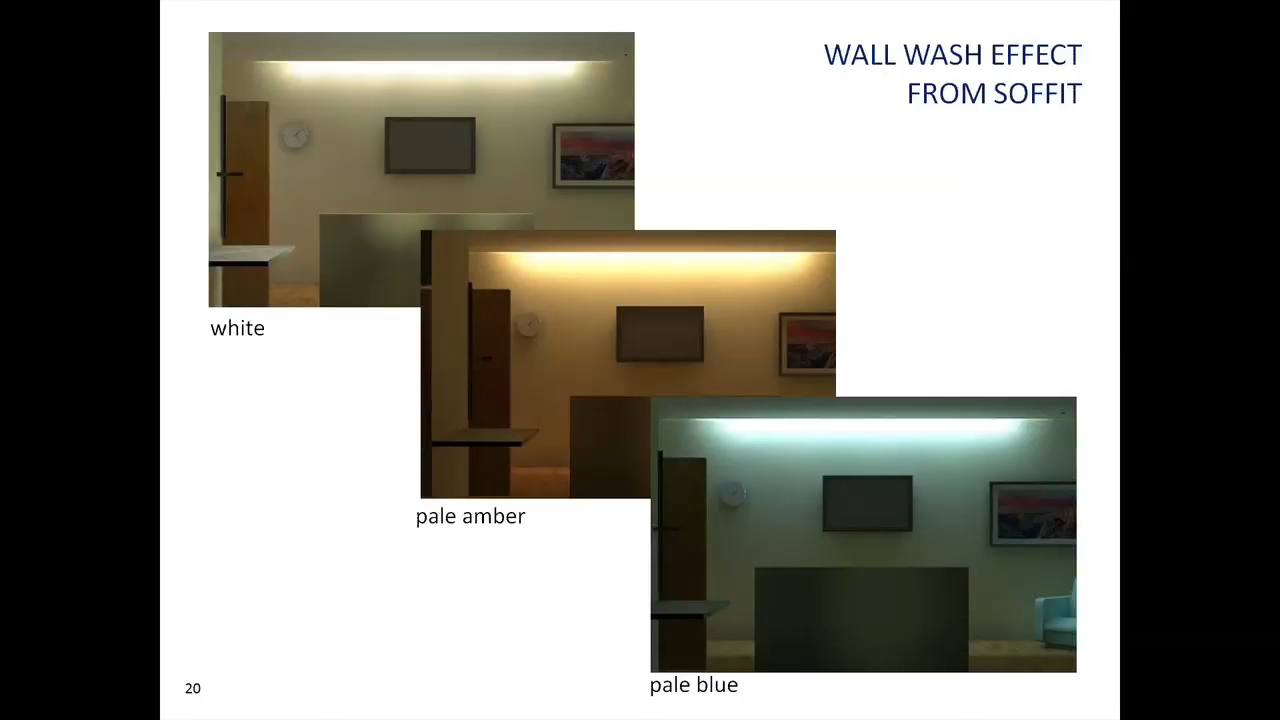 WALL WASH EFFECT
FROM SOFFIT
white
pale amber
pale blue
20